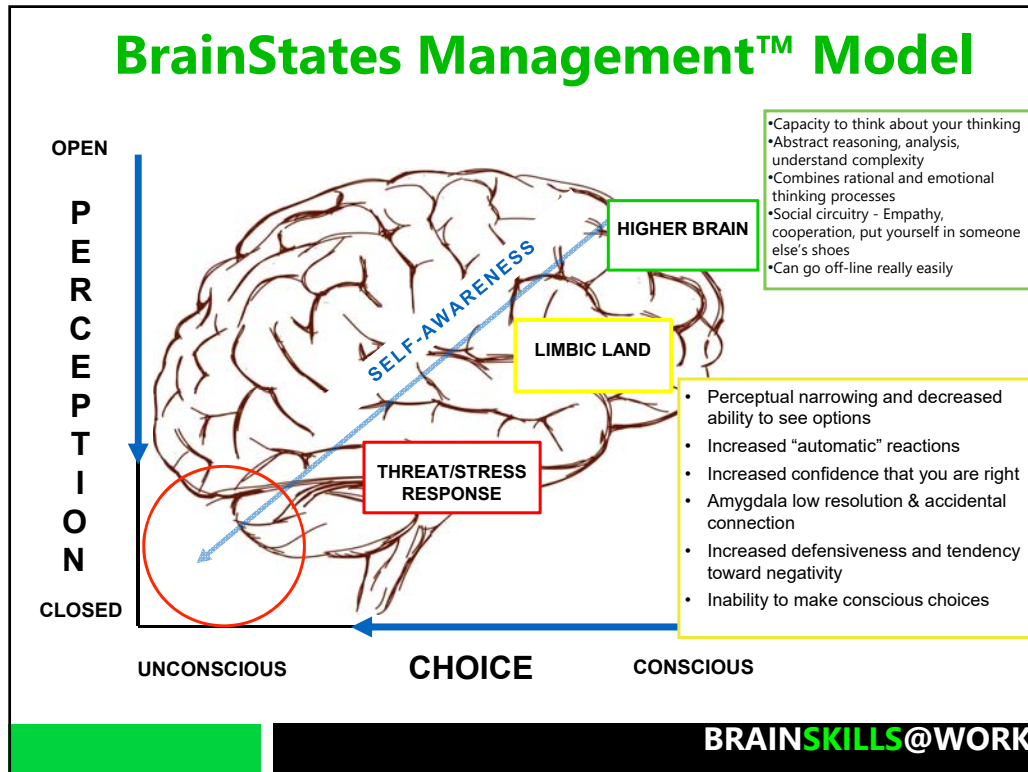 BrainStates Management™ Model
OPEN
PERCEPTION
CLOSED
•Capacity to think about your thinking
•Abstract reasoning, analysis,
understand complexity
•Combines rational and emotional
thinking processes
•Social circuitry - Empathy,
cooperation, put yourself in someone
else's shoes
•Can go off-line really easily
HIGHER BRAIN
SELF-AWARENESS
LIMBIC LAND
THREAT/STRESS
RESPONSE
• Perceptual narrowing and decreased
ability to see options
• Increased “automatic” reactions
• Increased confidence that you are right
• Amygdala low resolution & accidental
connection
• Increased defensiveness and tendency
toward negativity
• Inability to make conscious choices
UNCONSCIOUS
CHOICE
CONSCIOUS
BRAINSKILLS@WORK